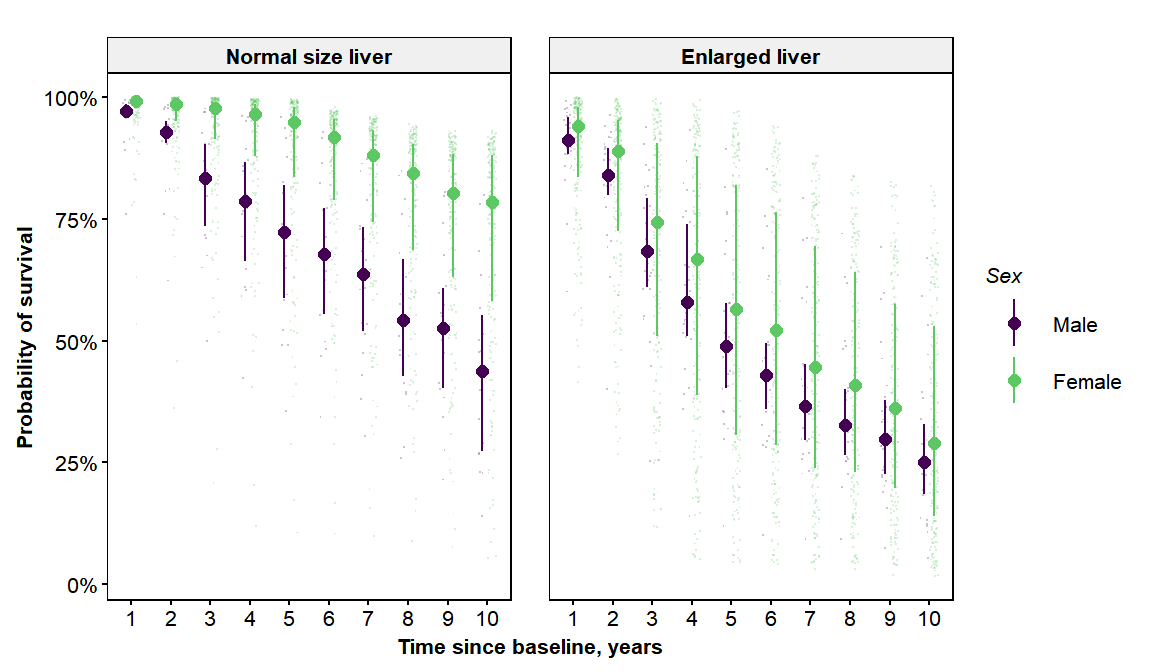 Normal size liver
Enlarged liver
Probability of survival
100%
75%
50%
25%
0%
1 2 3 4 5 6 7 8 9 10
1 2 3 4 5 6 7 8 9 10
Time since baseline, years
Sex
Male
Female